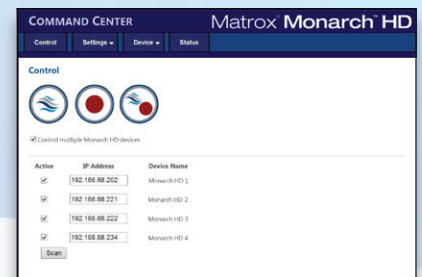 COMMAND CENTER
Matrox® Monarch™ HD
Control Settings Device Status
Control
Control multiple Monarch HD devices
Active IP Address Device Name
192.168.68.202 Monarch HD 1
192.168.68.221 Monarch HD 2
192.168.68.222 Monarch HD 3
192.168.68.234 Monarch HD 4
Scan